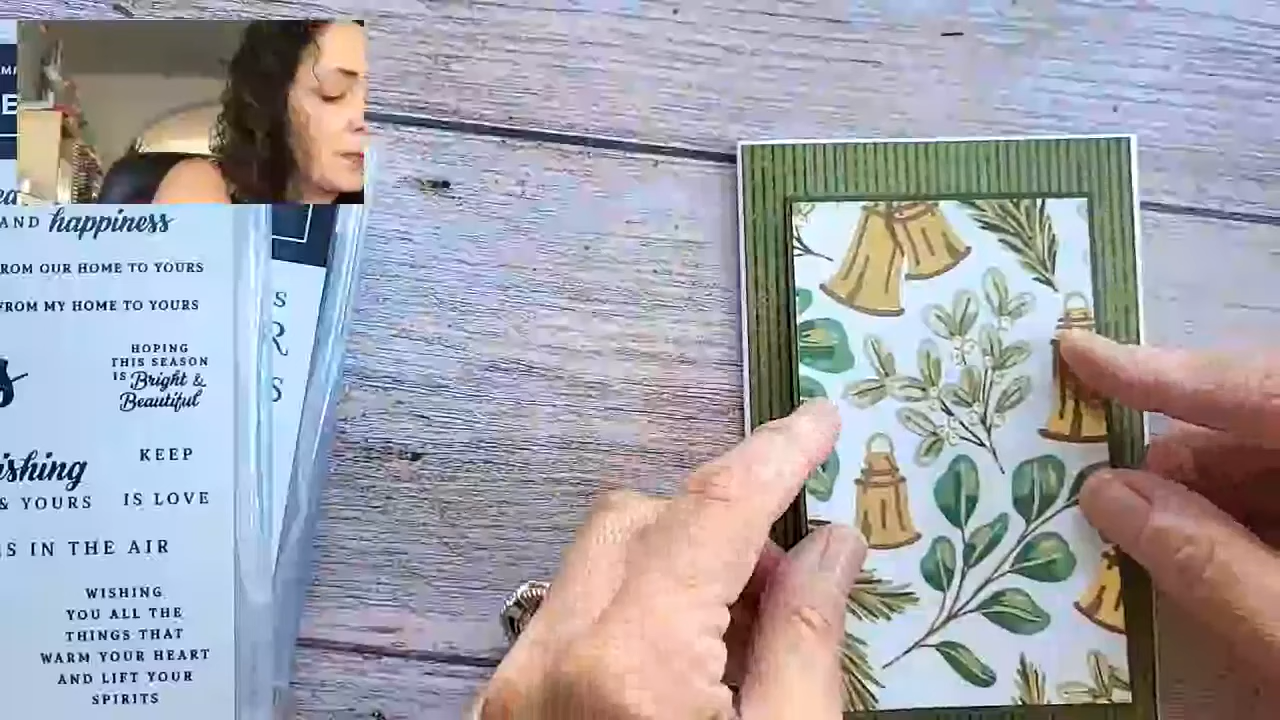 AND happiness
FROM OUR HOME TO YOURS
FROM MY HOME TO YOURS
HOPING
THIS SEASON
IS Bright &
Beautiful
KEEP
& YOURS
IS LOVE
IN THE AIR
WISHING
YOU ALL THE
THINGS THAT
WARM YOUR HEART
AND LIFT YOUR
SPIRITS
S
R
S